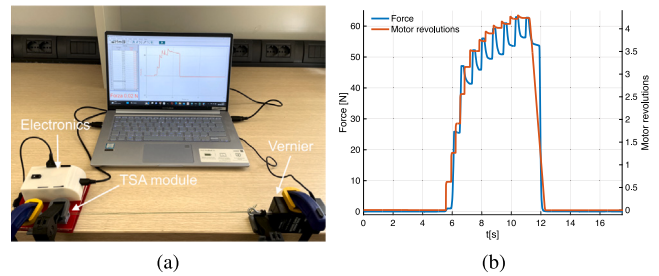 Electronics
TSA module
Vernier
(a)
Force
Motor revolutions
Force [N]
60
50
40
30
20
10
0
4
3.5
3
2.5
2
1.5
1
0.5
0
Motor revolutions
0 2 4 6 8 10 12 14 16
t[s]
(b)